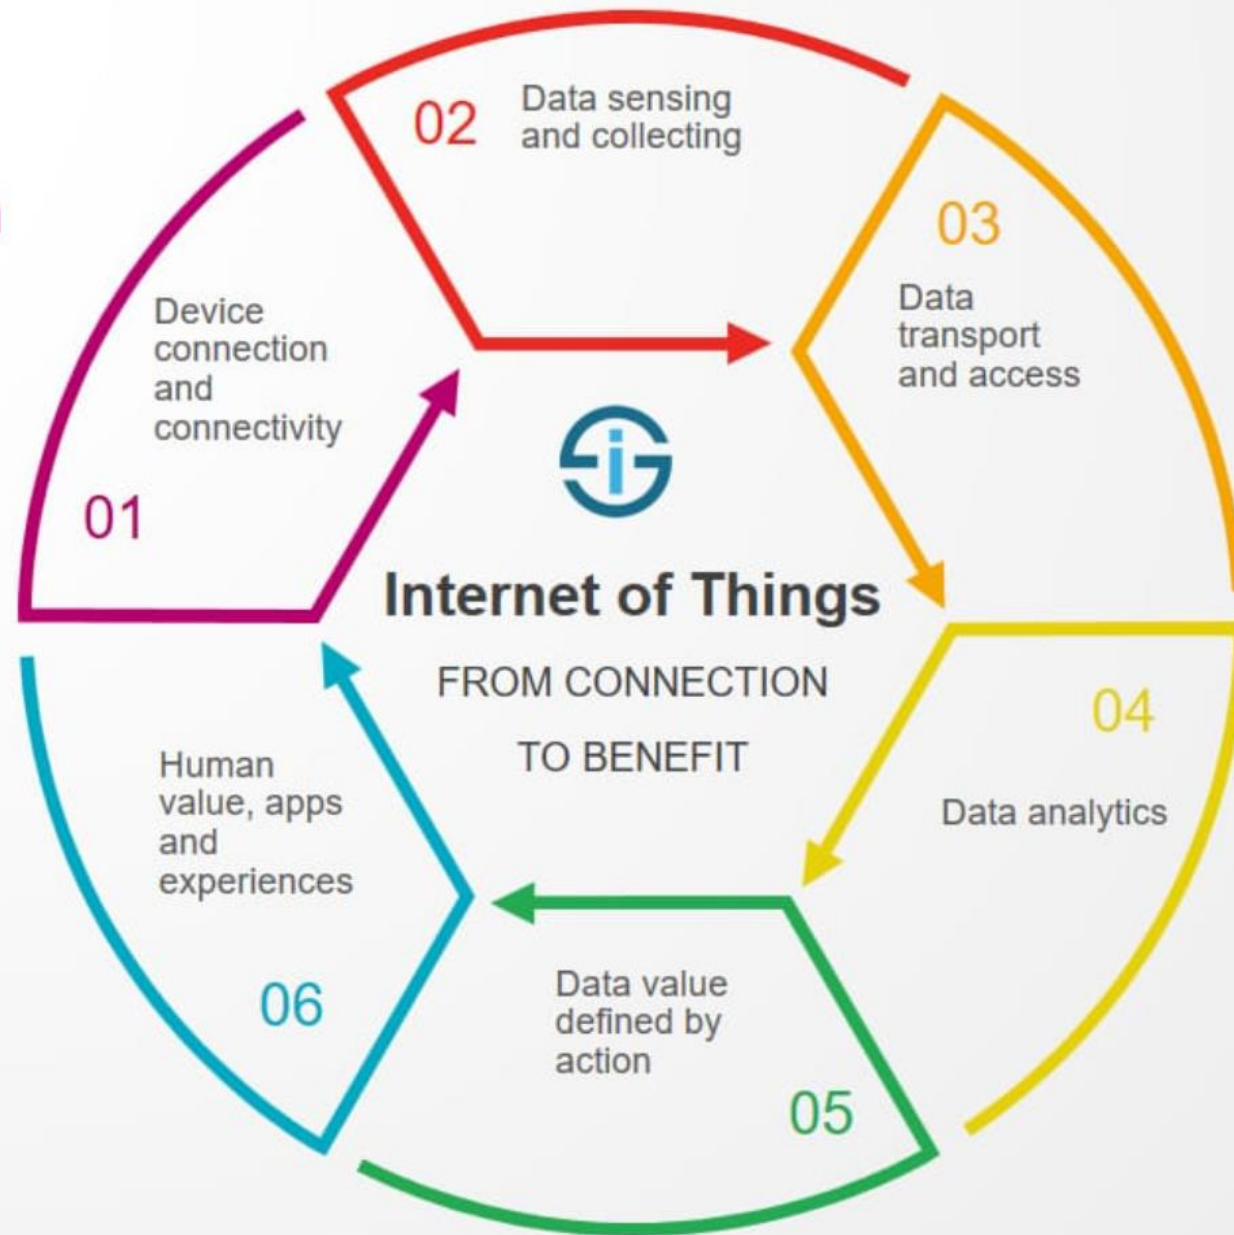 01
Device
connection
and
connectivity
02
Data sensing
and collecting
03
Data
transport
and access
04
Data analytics
05
Data value
defined by
action
06
Human
value, apps
and
experiences
i
Internet of Things
FROM CONNECTION
TO BENEFIT